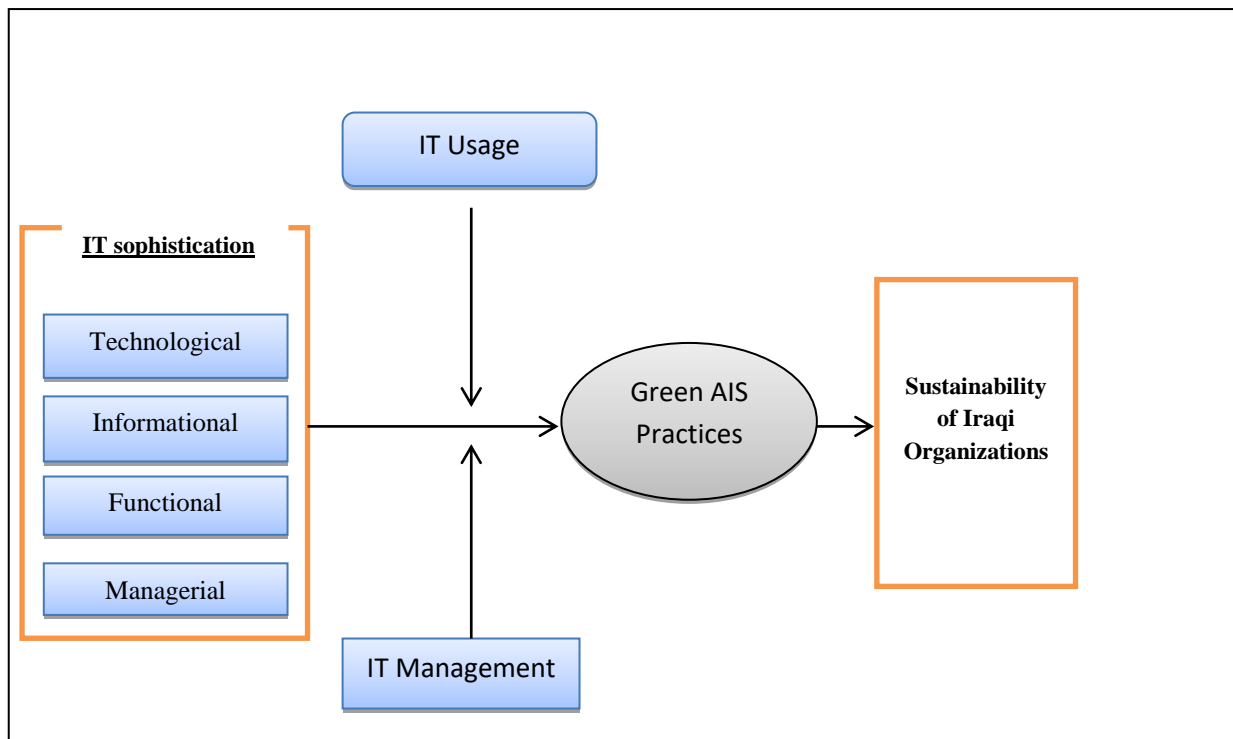 IT Usage
IT sophistication
Technological
Informational
Functional
Managerial
Green AIS
Practices
Sustainability
of Iraqi
Organizations
IT Management